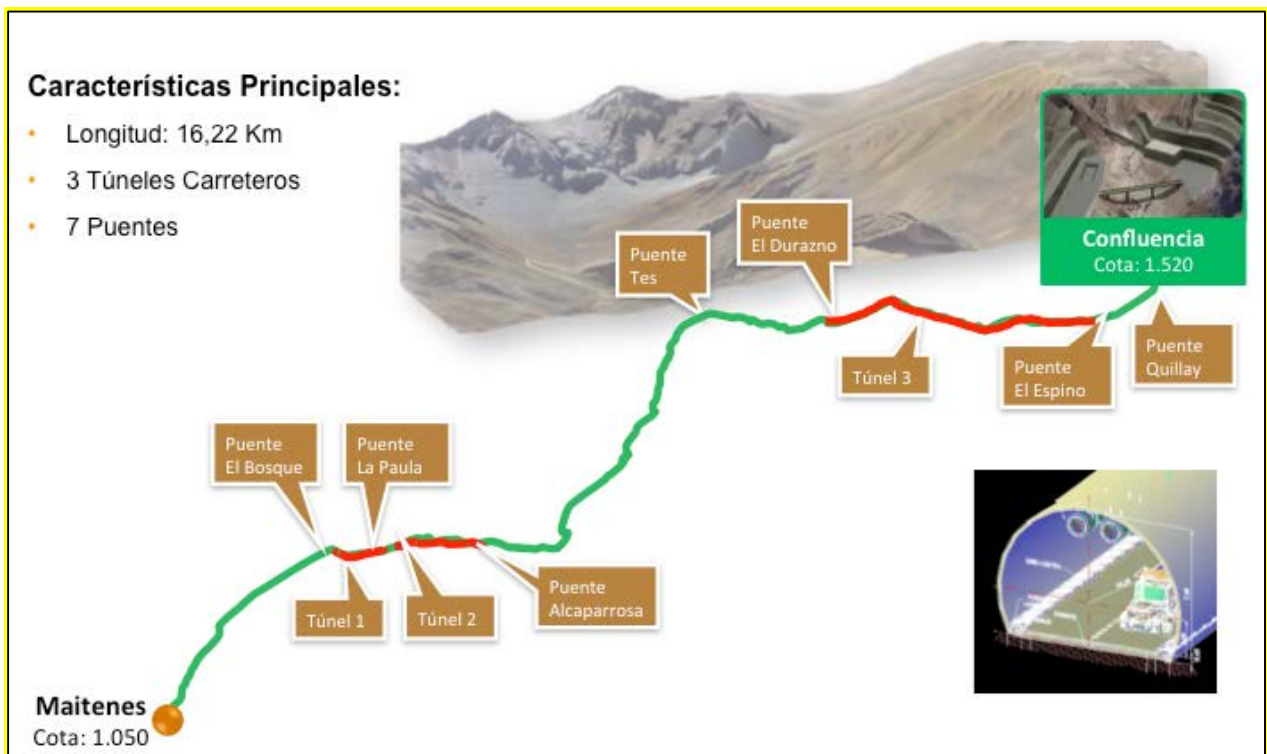 Características Principales:
• Longitud: 16,22 Km
• 3 Túneles Carreteros
• 7 Puentes
Confluencia
Cota: 1.520
Puente
El Durazno
Puente
Tes
Túnel 3
Puente
El Espino
Puente
Quillay
Puente
El Bosque
Puente
La Paula
Túnel 1
Túnel 2
Puente
Alcaparrosa
Maitenes
Cota: 1.050